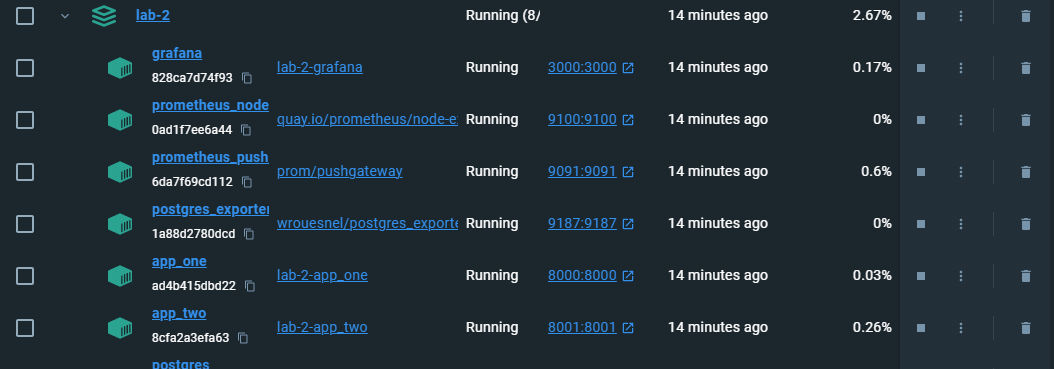 lab-2 Running (8/ 14 minutes ago 2.67%
grafana
828ca7d74f93 lab-2-grafana Running 3000:3000 14 minutes ago 0.17%
prometheus_node
0ad1f7ee6a44 quay.io/prometheus/node-e Running 9100:9100 14 minutes ago 0%
prometheus_push
6da7f69cd112 prom/pushgateway Running 9091:9091 14 minutes ago 0.6%
postgres_exporter
1a88d2780dcd wrouesnel/postgres_exporte Running 9187:9187 14 minutes ago 0%
app_one
ad4b415dbd22 lab-2-app_one Running 8000:8000 14 minutes ago 0.03%
app_two
8cfa2a3efa63 lab-2-app_two Running 8001:8001 14 minutes ago 0.26%
postgres